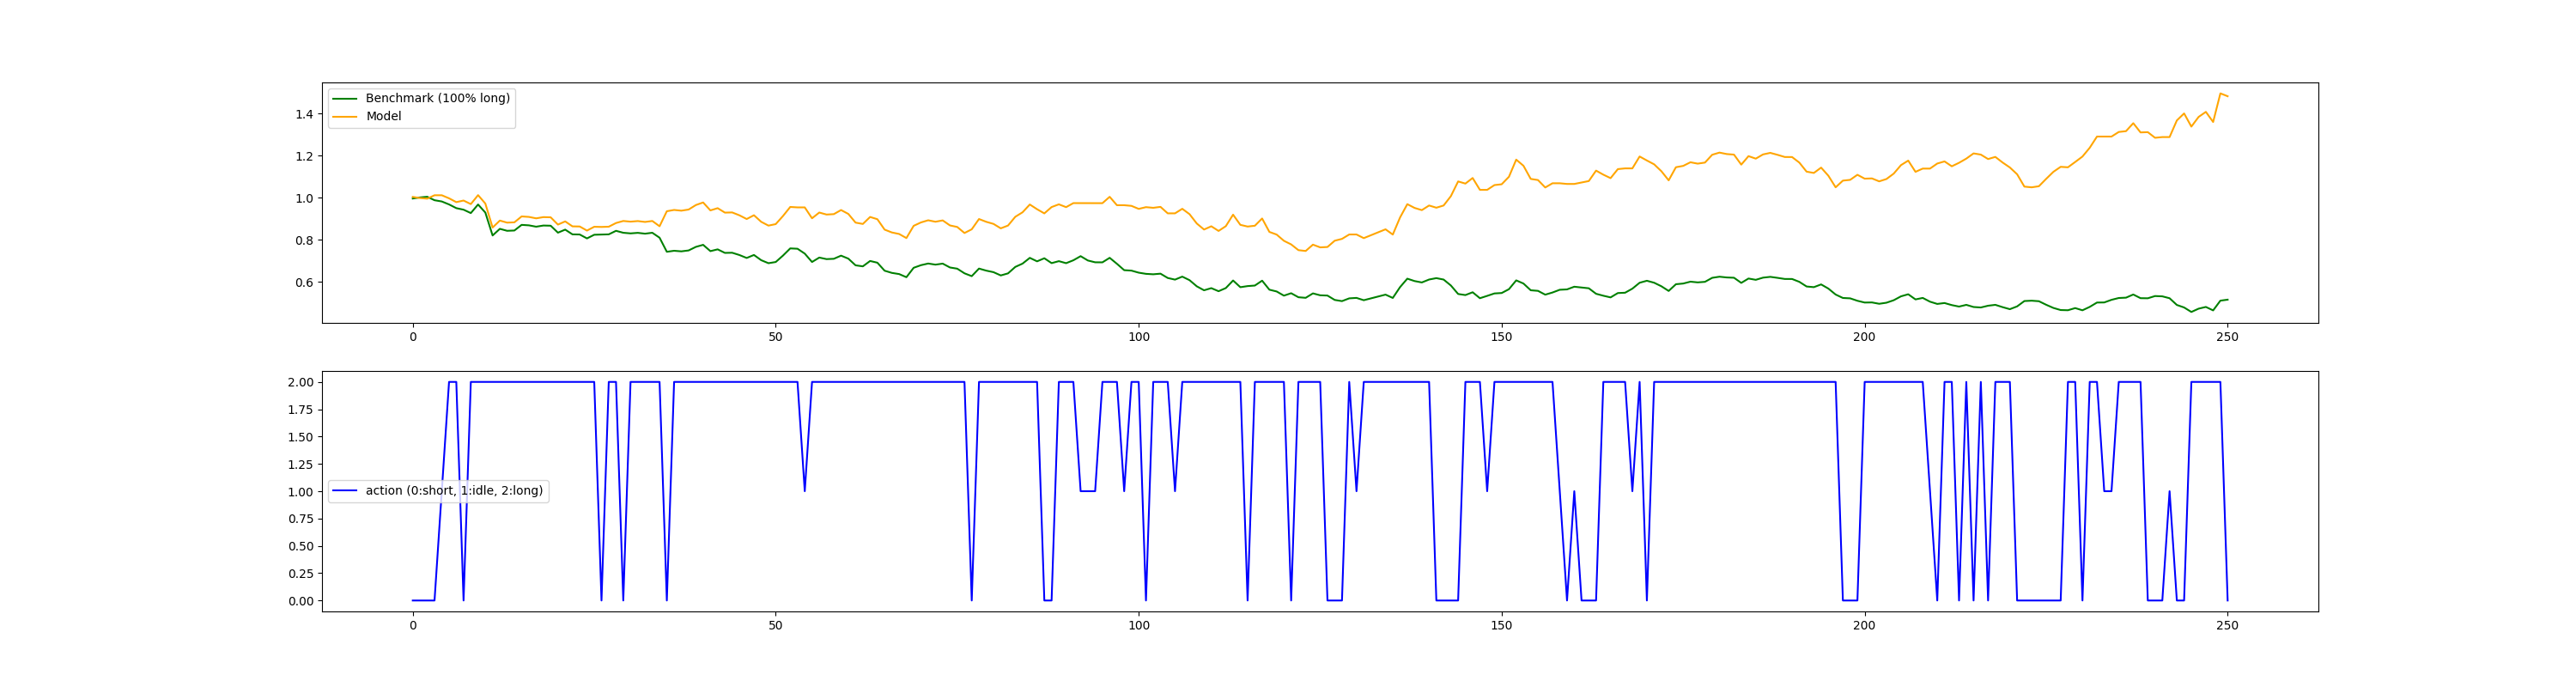 Benchmark (100% long)
Model
1.4
1.2
1.0
0.8
0.6
0 50 100 150 200 250
2.00
1.75
1.50
1.25
1.00
0.75
0.50
0.25
0.00
action (0:short, 1:idle, 2:long)
0 50 100 150 200 250